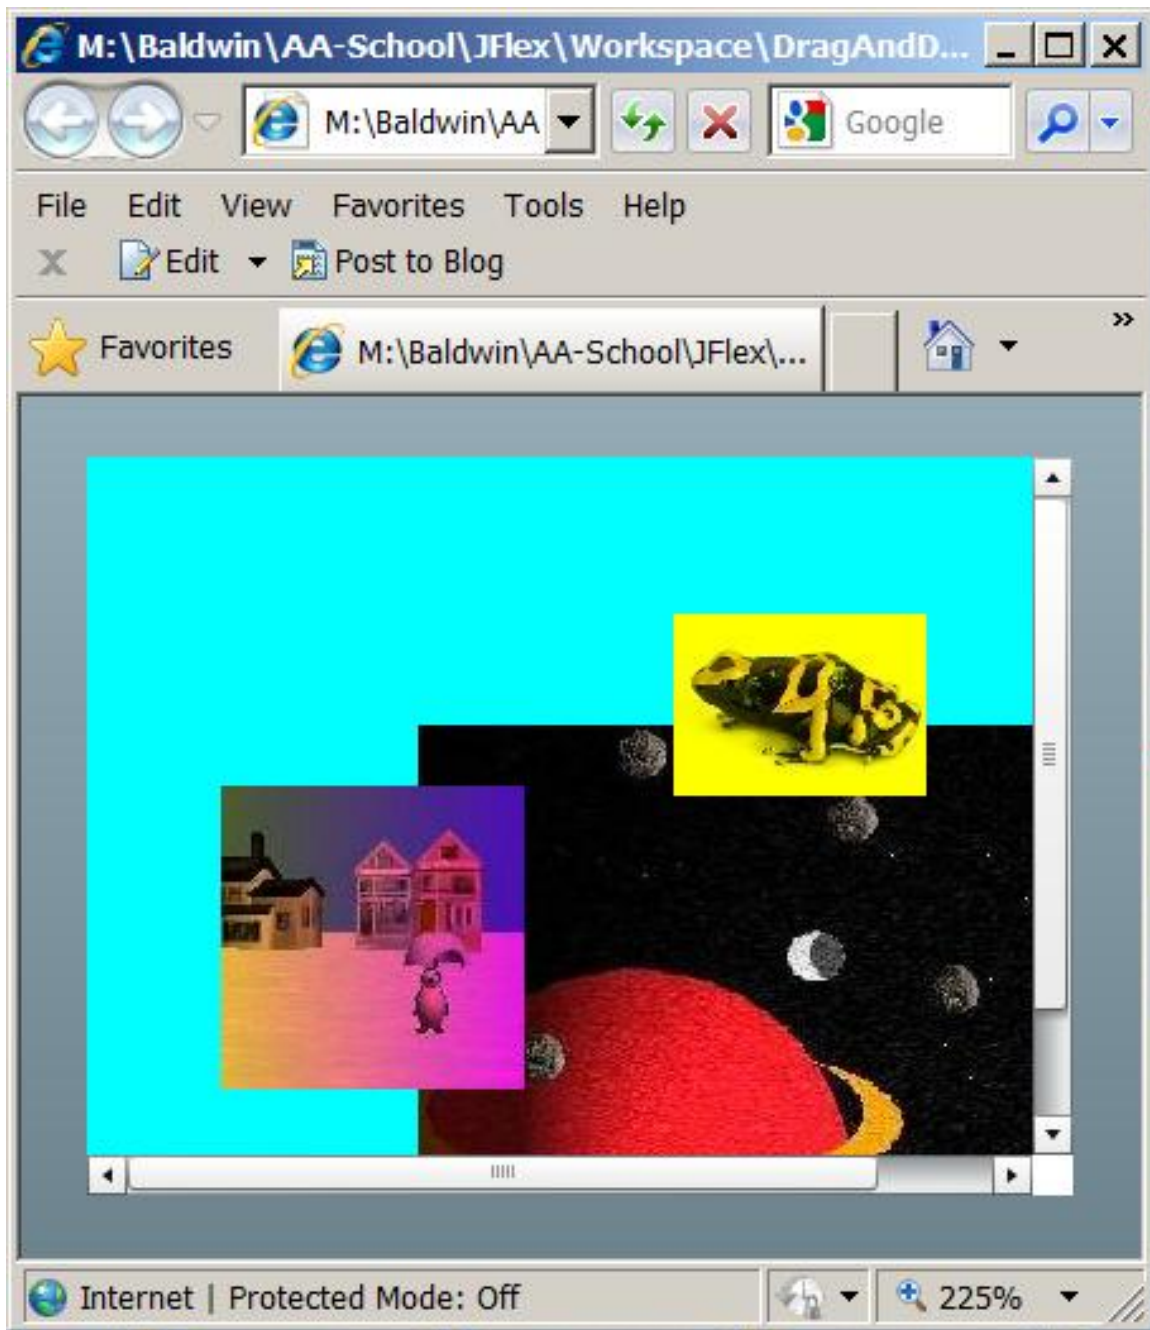 M:\Baldwin\AA-School\JFlex\Workspace\DragAndD...
M:\Baldwin\AA
Google
File Edit View Favorites Tools Help
x Edit Post to Blog
Favorites M:\Baldwin\AA-School\JFlex\... »
Internet | Protected Mode: Off 225%